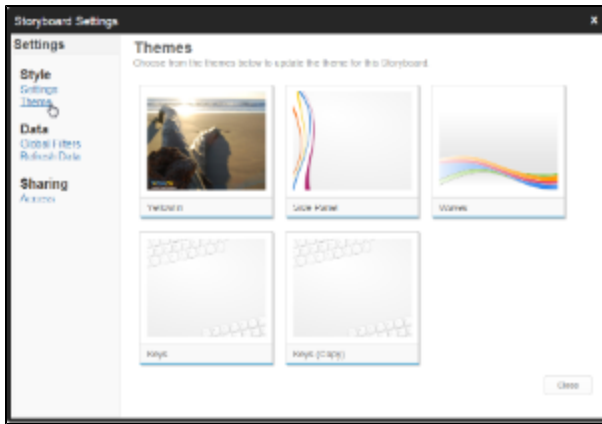 Storyboard Settings x
Settings
Style
Settings
Theme
Data
Global Filters
Refresh Data
Sharing
Access
Themes
Choose from the themes below to update the theme for this Storyboard.
Side Panel
Waves
Keys
Keys (Copy)
Close